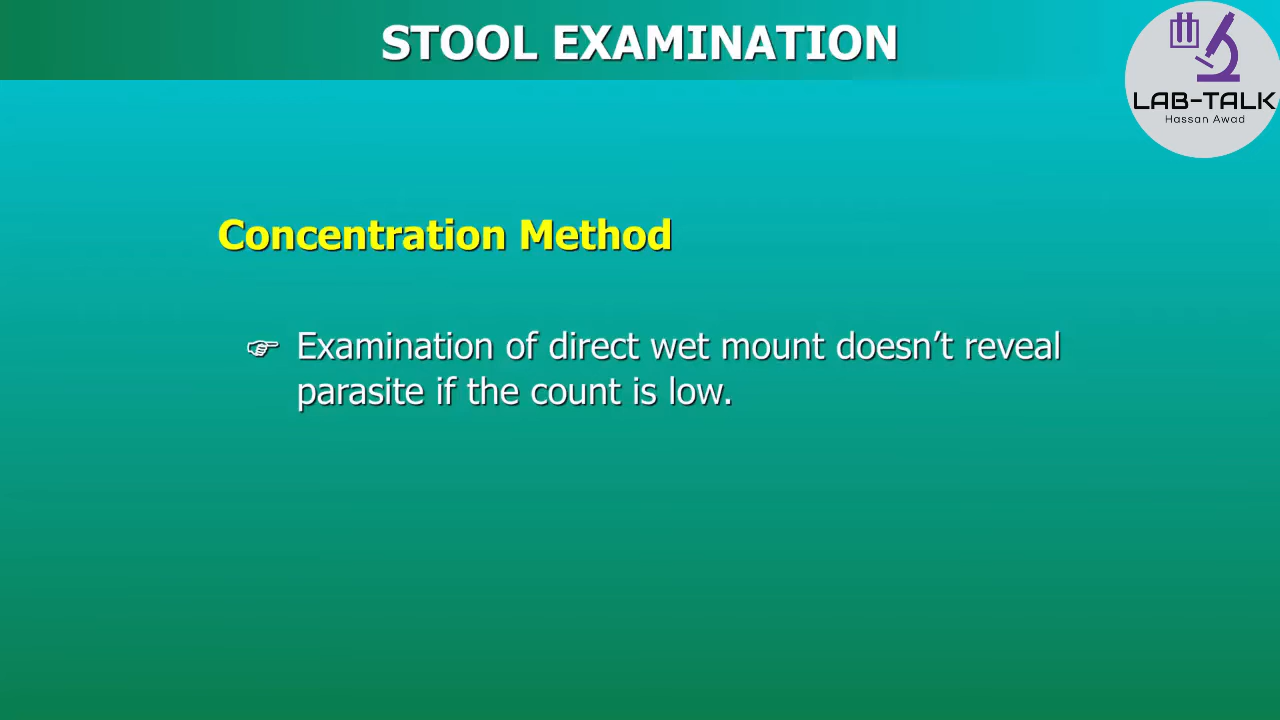 STOOL EXAMINATION
LAB-TALK
Hassan Awad
Concentration Method
☞ Examination of direct wet mount doesn’t reveal
parasite if the count is low.